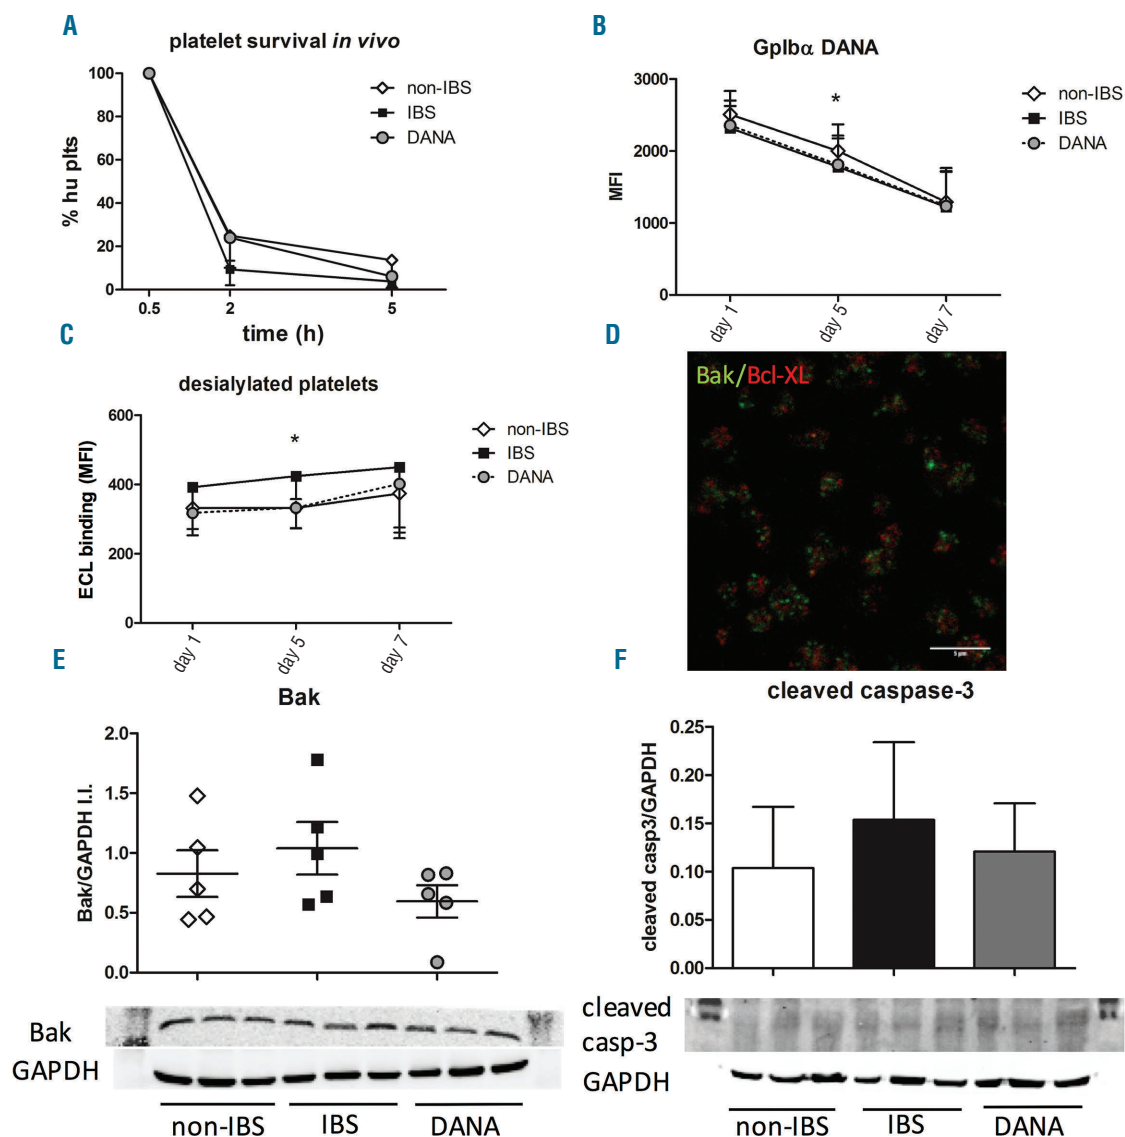 A
platelet survival in vivo
% hu plts
100
80
60
40
20
0
0.5
2
5
time (h)
non-IBS
IBS
DANA
B
GpIbα DANA
MFI
3000
2000
1000
0
day 1
day 5
day 7
*
non-IBS
IBS
DANA
C
desialylated platelets
ECL binding (MFI)
600
400
200
0
day 1
day 5
day 7
*
non-IBS
IBS
DANA
D
Bak/Bcl-XL
5 µm
E
Bak
Bak/GAPDH I.I.
2.0
1.5
1.0
0.5
0.0
Bak
GAPDH
non-IBS
IBS
DANA
F
cleaved caspase-3
cleaved casp3/GAPDH
0.25
0.20
0.15
0.10
0.05
0.00
cleaved
casp-3
GAPDH
non-IBS
IBS
DANA